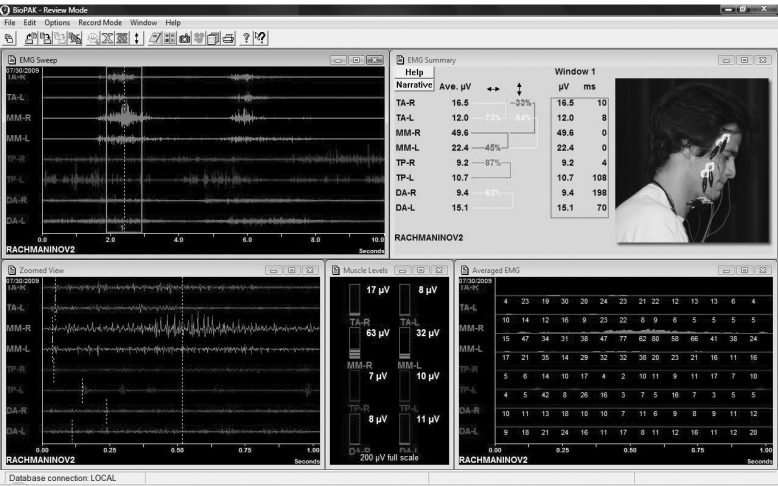 BioPAK - Review Mode
File Edit Options Record Mode Window Help
EMG Sweep
07/30/2009
TA-R
TA-L
MM-R
MM-L
TP-R
TP-L
DA-R
DA-L
1
0.0 2.0 4.0 6.0 8.0 10.0
RACHMANINOV2
Seconds
EMG Summary
Help
Narrative
Ave. µV
Window 1
µV ms
TA-R 16.5 -33% 16.5 10
TA-L 12.0 73% 12.0 8
MM-R 49.6 49.6 0
MM-L 22.4 45% 22.4 0
TP-R 9.2 87% 9.2 4
TP-L 10.7 10.7 108
DA-R 9.4 62% 9.4 198
DA-L 15.1 15.1 70
RACHMANINOV2
Zoomed View
07/30/2009
TA-R
TA-L
MM-R
MM-L
TP-R
TP-L
DA-R
DA-L
0.00 0.25 0.50 0.75 1.00
RACHMANINOV2
Seconds
Muscle Levels
17 µV 8 µV
TA-R TA-L
63 µV 32 µV
MM-R MM-L
7 µV 10 µV
TP-R TP-L
8 µV 11 µV
DA-R DA-L
200 µV full scale
Averaged EMG
07/30/2009
TA-R
4 23 19 30 20 24 23 21 22 12 13 13 6 4
TA-L
10 14 12 16 9 23 22 8 9 6 5 5 5 5
MM-R
15 47 34 31 38 47 77 62 80 58 66 41 38 24
MM-L
17 21 35 14 29 32 32 38 20 23 21 16 11 16
TP-R
5 6 14 10 17 4 2 10 11 9 11 17 7 10
TP-L
4 5 42 8 26 16 3 7 5 16 7 3 5 5
DA-R
10 11 13 18 10 10 7 11 6 9 8 9 11 12
DA-L
9 18 21 24 16 11 17 8 11 12 16 11 12 16
0.00 0.25 0.50 0.75 1.00
RACHMANINOV2
Seconds
Database connection: LOCAL